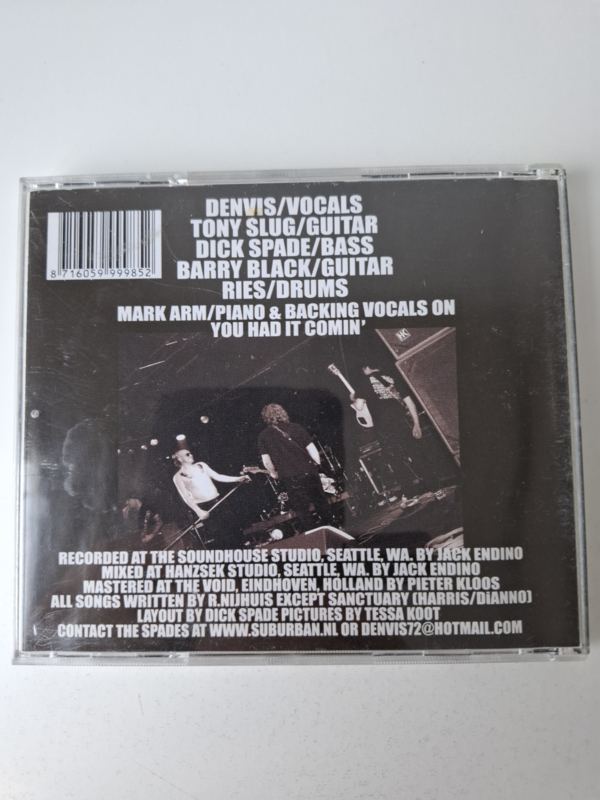 DENVIS/VOCALS
TONY SLUG/GUITAR
DICK SPADE/BASS
BARRY BLACK/GUITAR
RIES/DRUMS
MARK ARM/PIANO & BACKING VOCALS ON
YOU HAD IT COMIN'
8 716059 999852
RECORDED AT THE SOUNDHOUSE STUDIO, SEATTLE, WA. BY JACK ENDINO
MIXED AT HANZSEK STUDIO, SEATTLE, WA. BY JACK ENDINO
MASTERED AT THE VOID, EINDHOVEN, HOLLAND BY PIETER KLOOS
ALL SONGS WRITTEN BY R.NIJHUIS EXCEPT SANCTUARY (HARRIS/DiANNO)
LAYOUT BY DICK SPADE PICTURES BY TESSA KOOT
CONTACT THE SPADES AT WWW.SUBURBAN.NL OR DENVIS72@HOTMAIL.COM